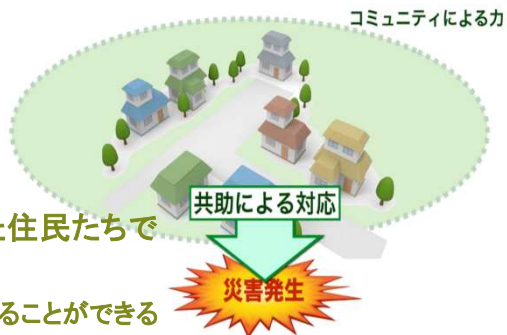 コミュニティによる力
共助による対応
住民たちで
災害発生
ることができる